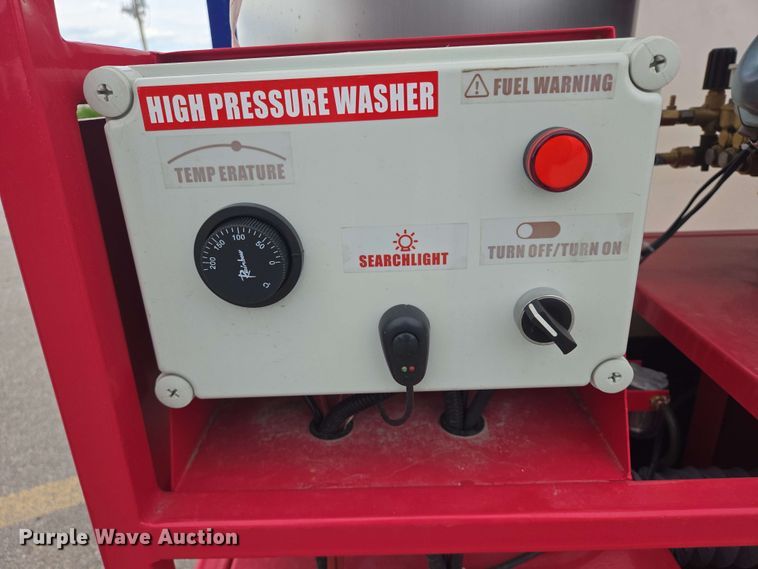 HIGH PRESSURE WASHER
FUEL WARNING
TEMP ERATURE
SEARCHLIGHT
TURN OFF/TURN ON
200 150 100 50 0
Rainbow
Purple Wave Auction